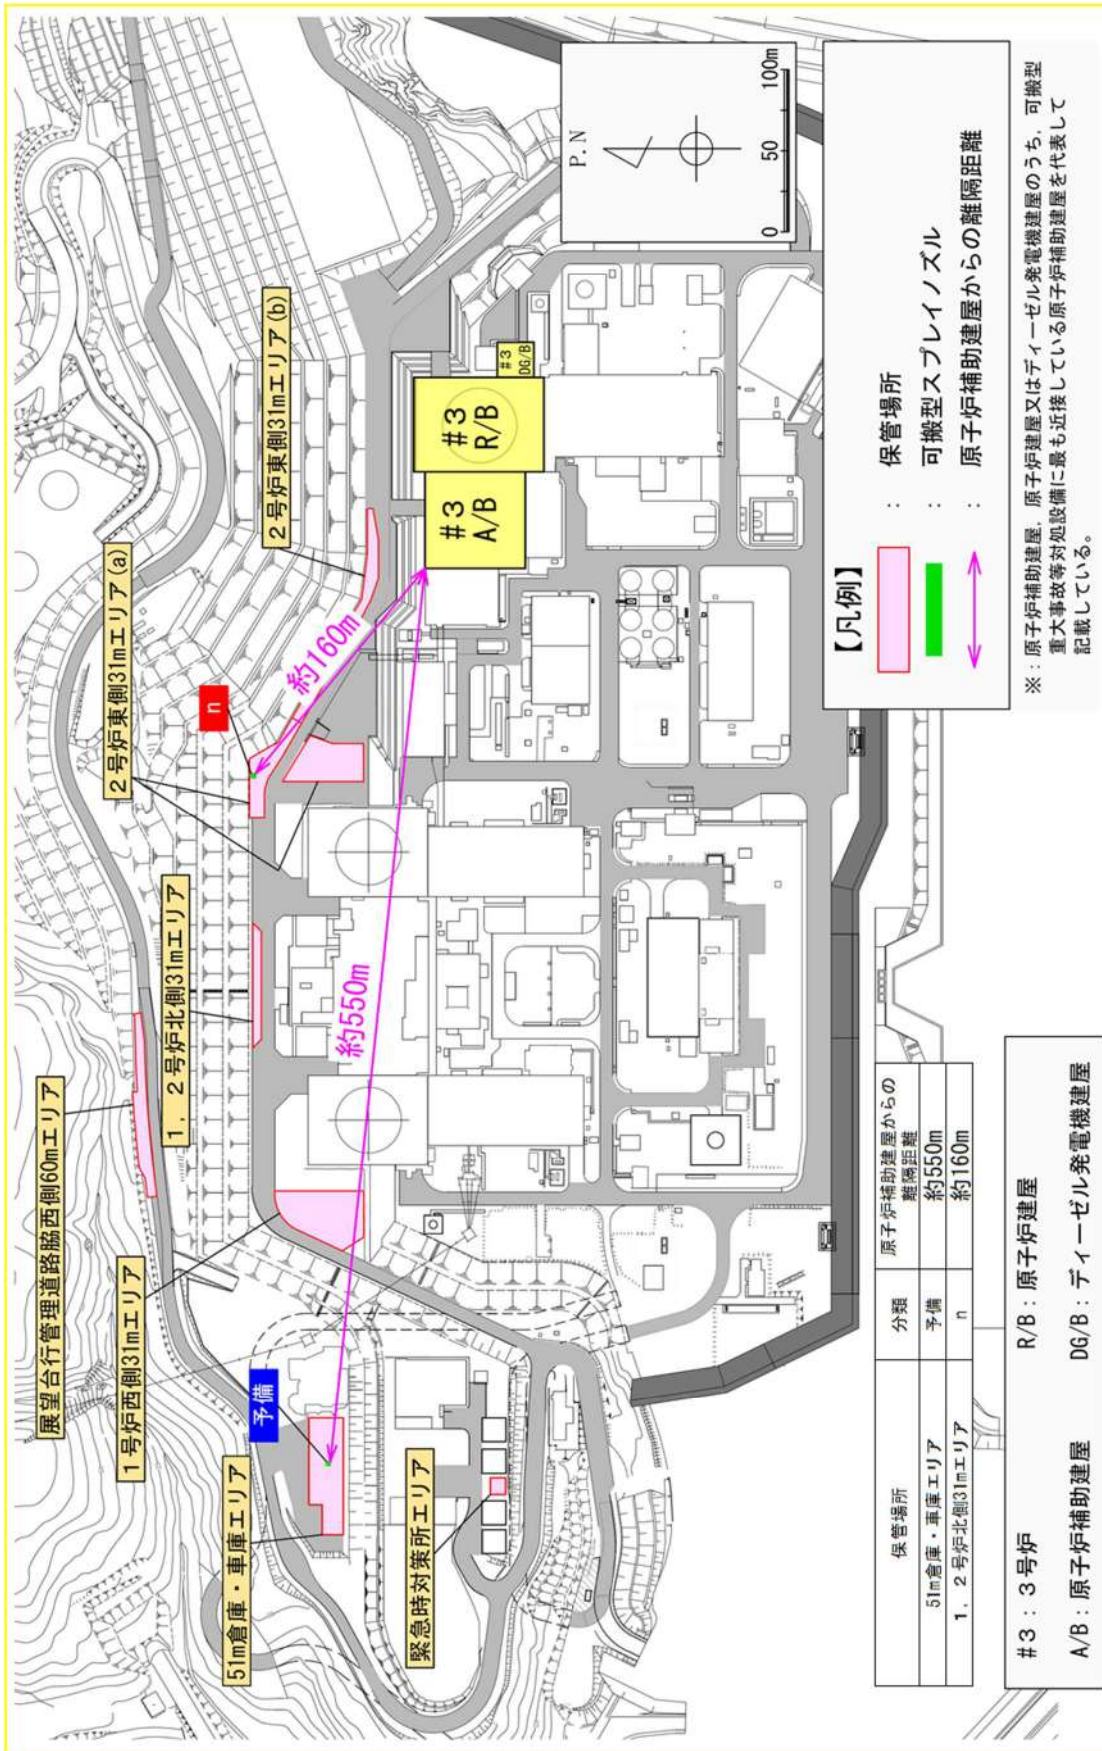 展望台行管理道路脇西側60mエリア
1号炉西側31mエリア
1，2号炉北側31mエリア
2号炉東側31mエリア(a)
2号炉東側31mエリア(b)
51m倉庫・車庫エリア
予備
n
緊急時対策所エリア
約550m
約160m
#3
A/B
#3
R/B
#3
DG/B
P.N
0 50 100m
【凡例】
： 保管場所
： 可搬型スプレイノズル
： 原子炉補助建屋からの離隔距離
※：原子炉補助建屋，原子炉建屋又はディーゼル発電機建屋のうち，可搬型
重大事故等対処設備に最も近接している原子炉補助建屋を代表して
記載している。
保管場所 分類 原子炉補助建屋からの
離隔距離
51m倉庫・車庫エリア 予備 約550m
1，2号炉北側31mエリア n 約160m
#3：3号炉 R/B：原子炉建屋
A/B：原子炉補助建屋 DG/B：ディーゼル発電機建屋